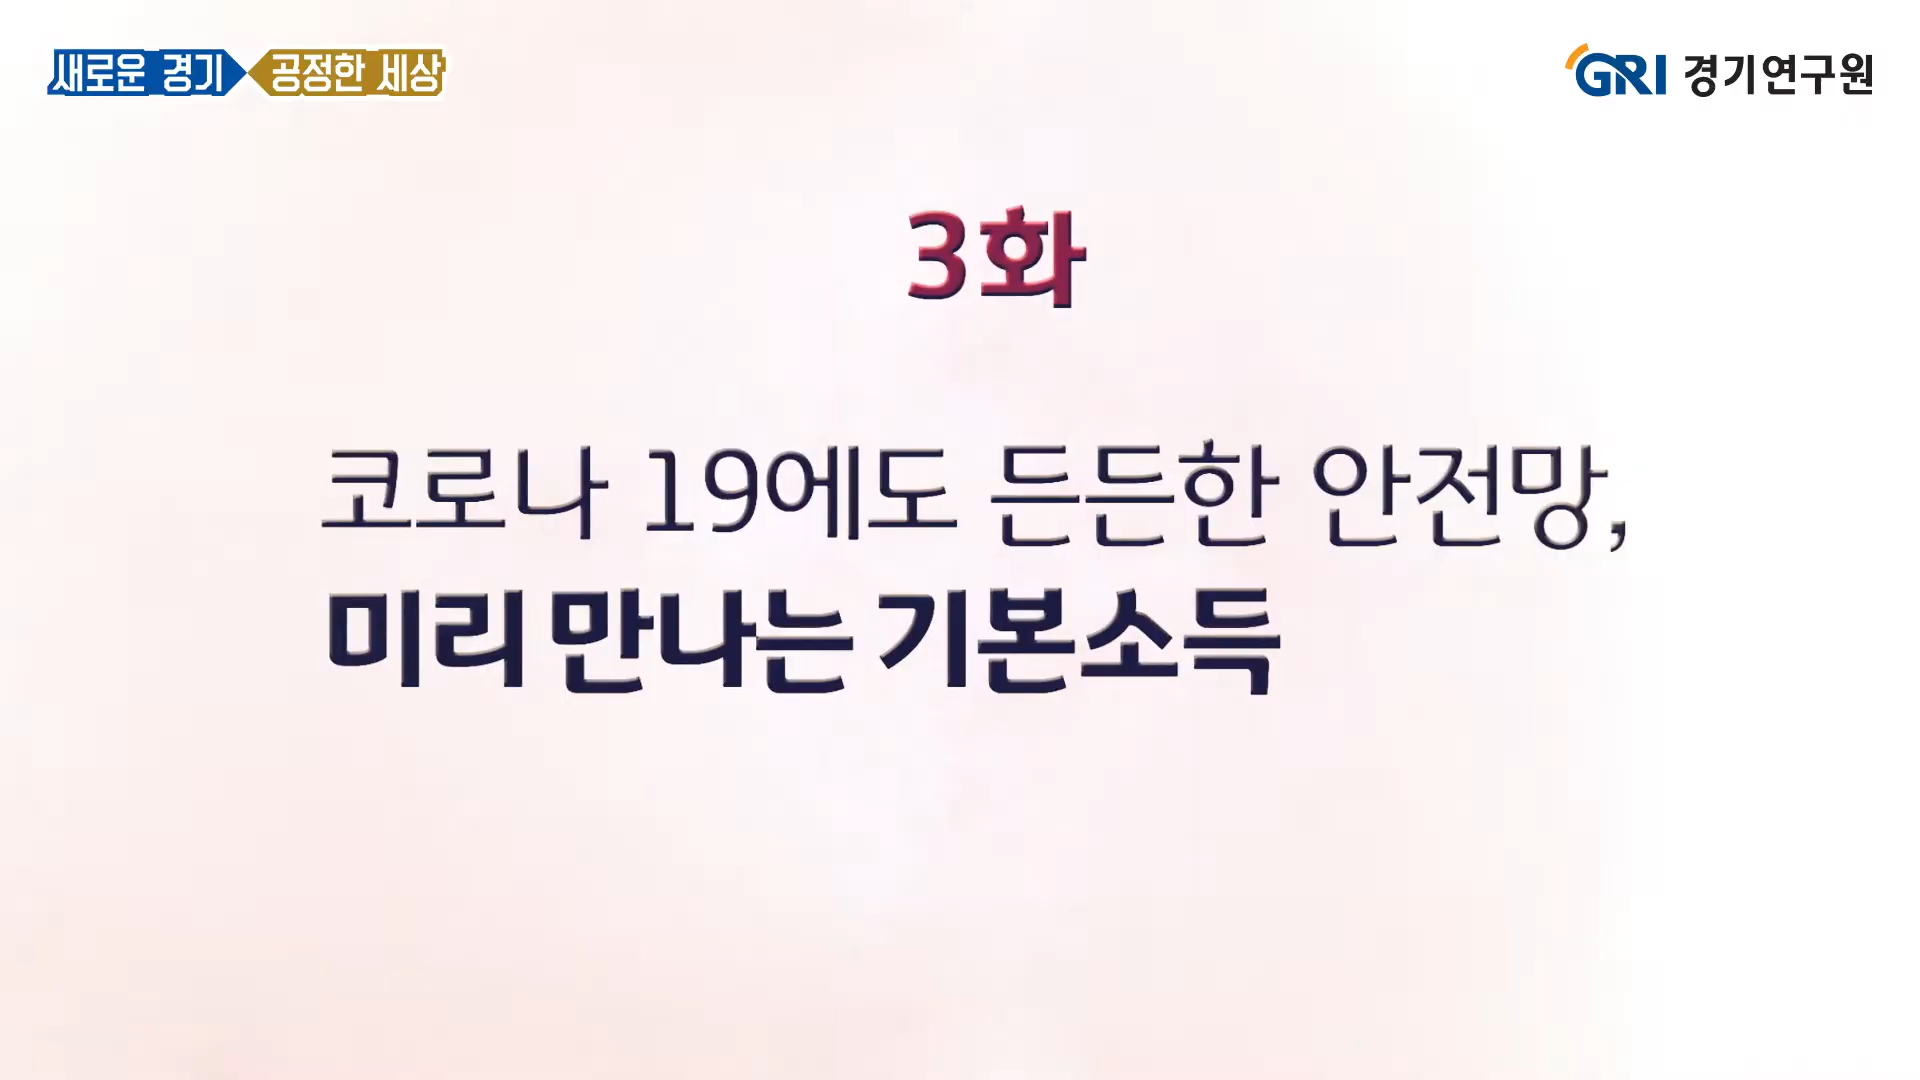 새로운 경기 공정한 세상
GRI 경기연구원
3화
코로나 19에도 든든한 안전망,
미리 만나는 기본소득